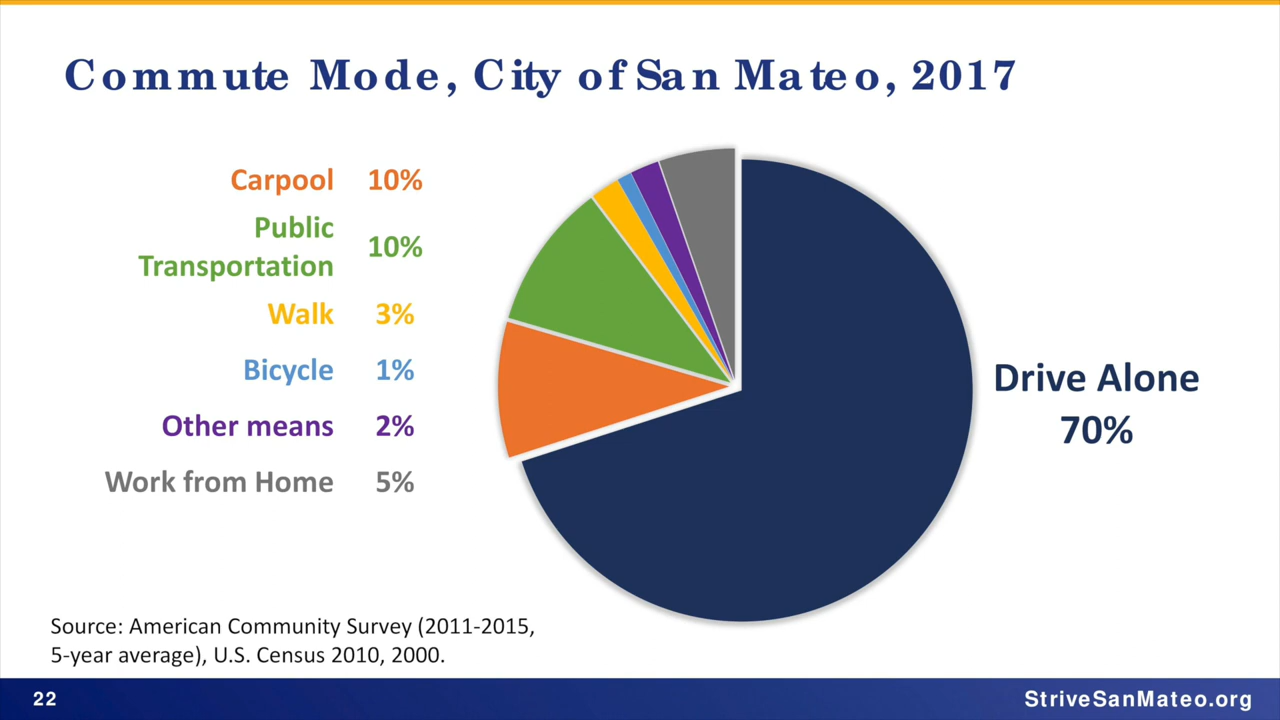 Commute Mode, City of San Mateo, 2017
Carpool 10%
Public
Transportation 10%
Walk 3%
Bicycle 1%
Other means 2%
Work from Home 5%
Drive Alone
70%
Source: American Community Survey (2011-2015,
5-year average), U.S. Census 2010, 2000.
22
StriveSanMateo.org